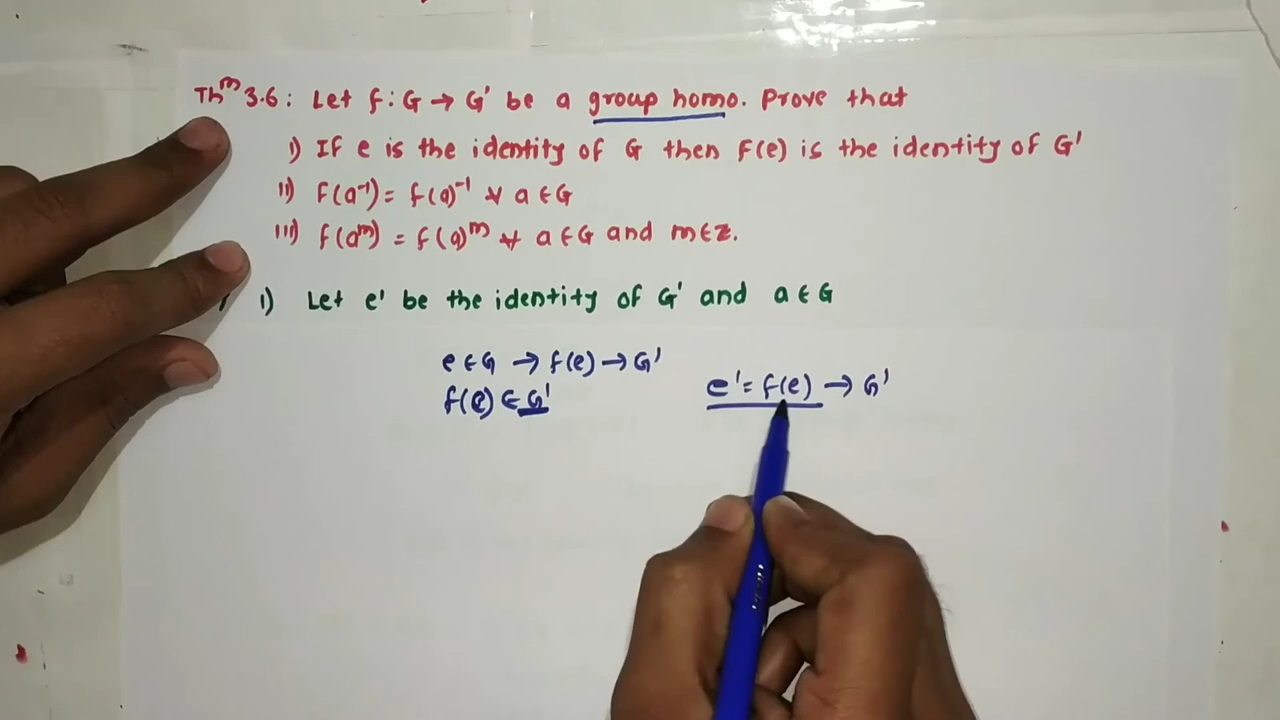 Thᵐ 3.6: Let f: G → G' be a group homo. Prove that
i) If e is the identity of G then f(e) is the identity of G'
ii) f(a⁻¹) = f(a)⁻¹ ∀ a ∈ G
iii) f(aᵐ) = f(a)ᵐ ∀ a ∈ G and m ∈ z.
i) Let e' be the identity of G' and a ∈ G
e ∈ G → f(e) → G'
f(e) ∈ G'
e' = f(e) → G'